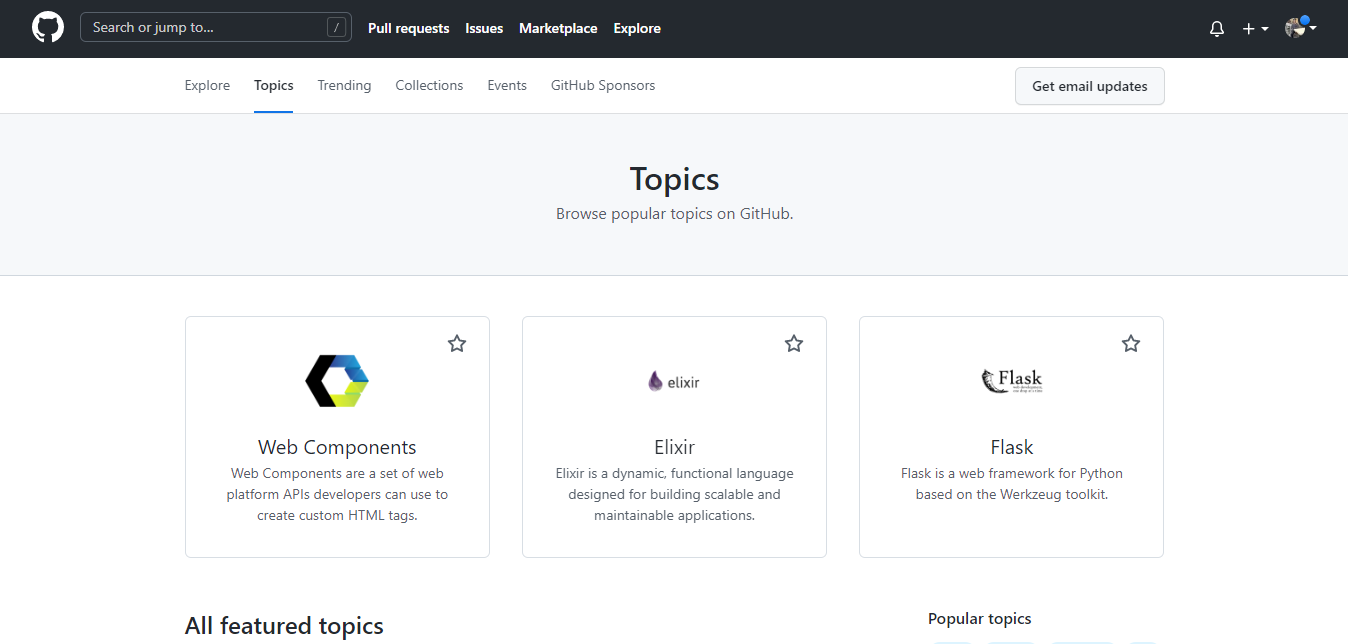 Search or jump to... /
Pull requests Issues Marketplace Explore
Explore Topics Trending Collections Events GitHub Sponsors
Get email updates
Topics
Browse popular topics on GitHub.
Web Components
Web Components are a set of web
platform APIs developers can use to
create custom HTML tags.
elixir
Elixir
Elixir is a dynamic, functional language
designed for building scalable and
maintainable applications.
Flask
Flask
Flask is a web framework for Python
based on the Werkzeug toolkit.
All featured topics
Popular topics